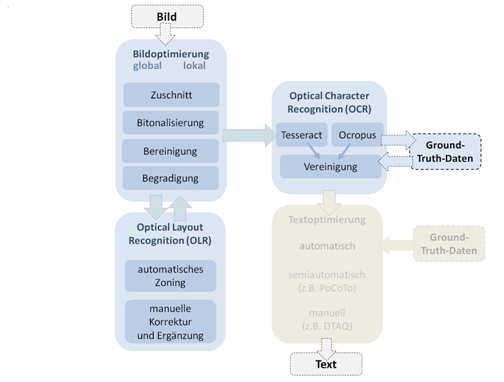 Bild
Bildoptimierung
global lokal
Zuschnitt
Bitonalisierung
Bereinigung
Begradigung
Optical Layout
Recognition (OLR)
automatisches
Zoning
manuelle
Korrektur
und Ergänzung
Optical Character
Recognition (OCR)
Tesseract Ocropus
Vereinigung
Ground-
Truth-Daten
Textoptimierung
automatisch
semiautomatisch
(z.B. PoCoTo)
manuell
(z.B. DTAQ)
Ground-
Truth-Daten
Text